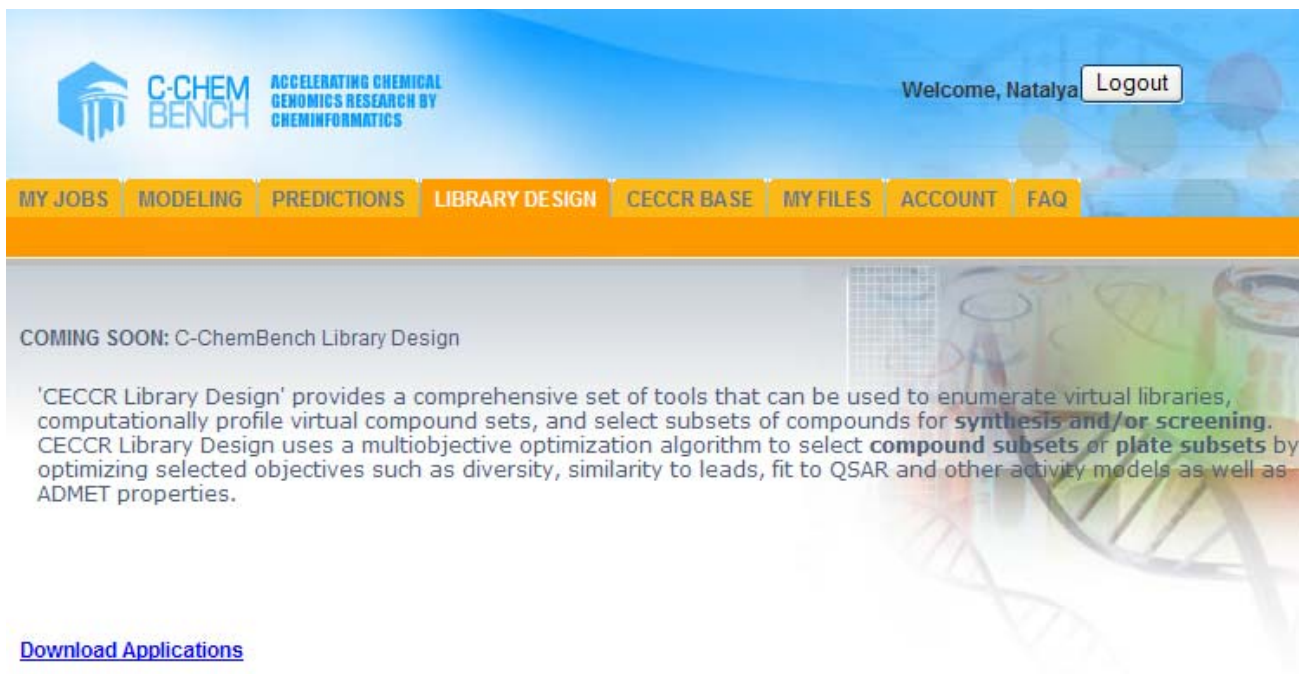 C-CHEM
BENCH
ACCELERATING CHEMICAL
GENOMICS RESEARCH BY
CHEMINFORMATICS
Welcome, Natalya Logout
MY JOBS MODELING PREDICTIONS LIBRARY DESIGN CECCR BASE MY FILES ACCOUNT FAQ
COMING SOON: C-ChemBench Library Design
'CECCR Library Design' provides a comprehensive set of tools that can be used to enumerate virtual libraries,
computationally profile virtual compound sets, and select subsets of compounds for synthesis and/or screening.
CECCR Library Design uses a multiobjective optimization algorithm to select compound subsets or plate subsets by
optimizing selected objectives such as diversity, similarity to leads, fit to QSAR and other activity models as well as
ADMET properties.
Download Applications